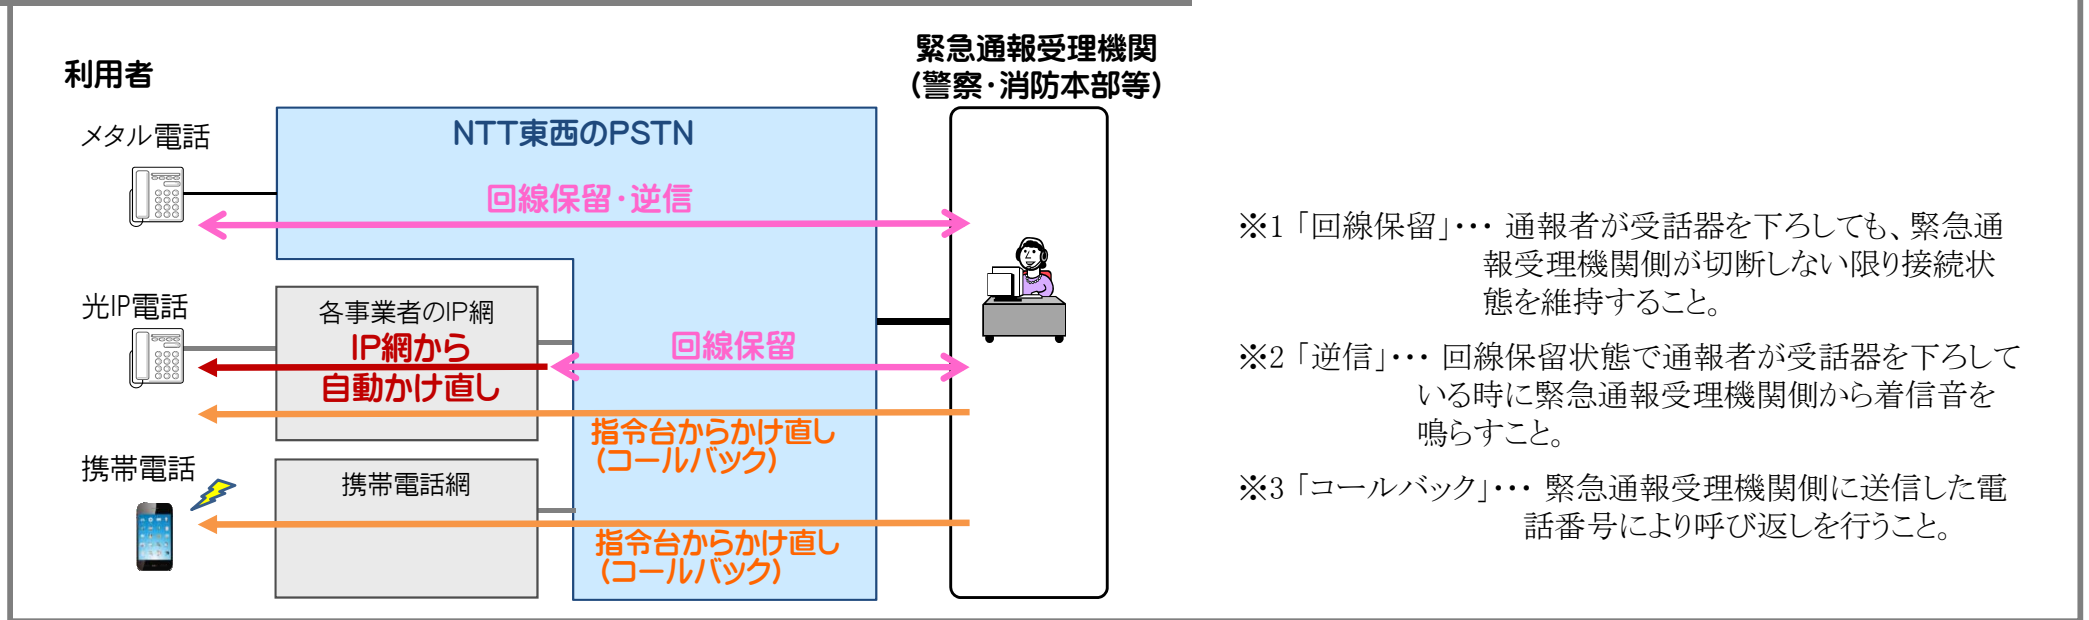 利用者
緊急通報受理機関
(警察・消防本部等)
メタル電話
NTT東西のPSTN
回線保留・逆信
光IP電話
各事業者のIP網
IP網から
自動かけ直し
回線保留
指令台からかけ直し
(コールバック)
携帯電話
携帯電話網
指令台からかけ直し
(コールバック)
※1 「回線保留」・・・ 通報者が受話器を下ろしても、緊急通
報受理機関側が切断しない限り接続状
態を維持すること。
※2 「逆信」・・・ 回線保留状態で通報者が受話器を下ろして
いる時に緊急通報受理機関側から着信音を
鳴らすこと。
※3 「コールバック」・・・ 緊急通報受理機関側に送信した電
話番号により呼び返しを行うこと。